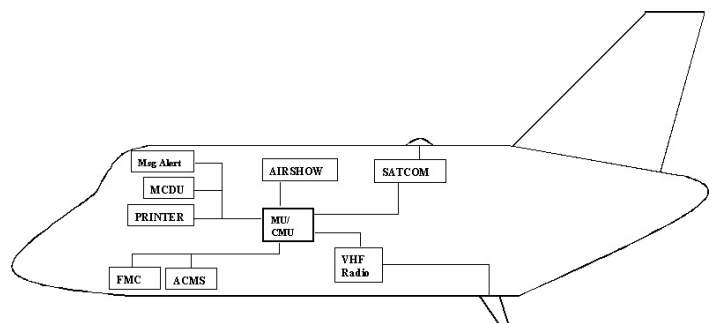 Msg Alert
MCDU
PRINTER
AIRSHOW
SATCOM
MU/
CMU
VHF
Radio
FMC
ACMS